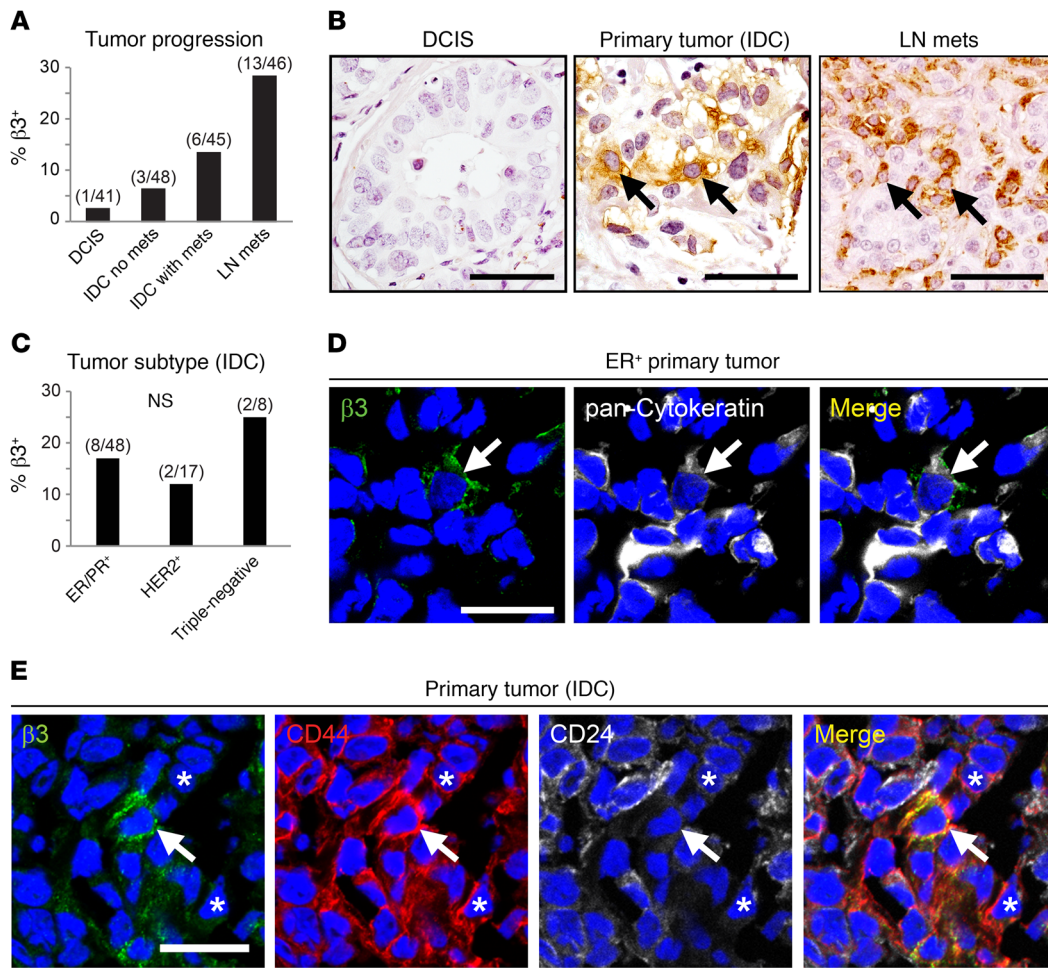 A
Tumor progression
% β3⁺
30
20
10
0
(1/41)
(3/48)
(6/45)
(13/46)
DCIS
IDC no mets
IDC with mets
LN mets
B
DCIS
Primary tumor (IDC)
LN mets
C
Tumor subtype (IDC)
% β3⁺
30
20
10
0
NS
(8/48)
(2/17)
(2/8)
ER/PR⁺
HER2⁺
Triple-negative
D
ER⁺ primary tumor
β3
pan-Cytokeratin
Merge
E
Primary tumor (IDC)
β3
CD44
CD24
Merge
*
*
*
*
*
*
*
*